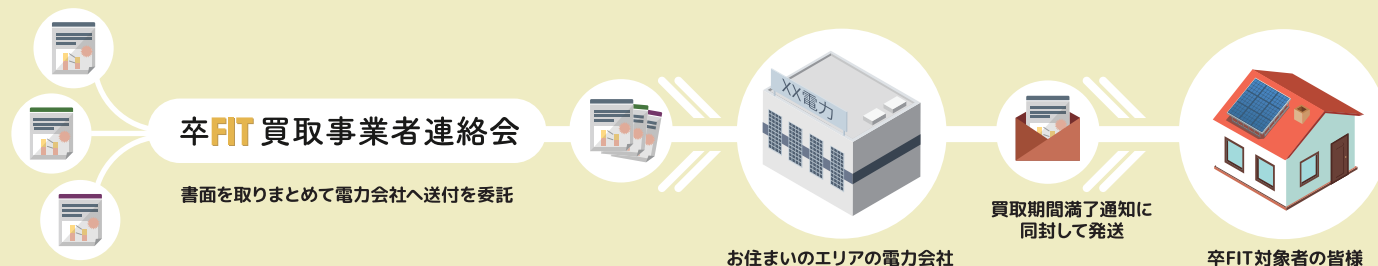 卒FIT買取事業者連絡会
書面を取りまとめて電力会社へ送付を委託
XX電力
お住まいのエリアの電力会社
買取期間満了通知に
同封して発送
卒FIT対象者の皆様